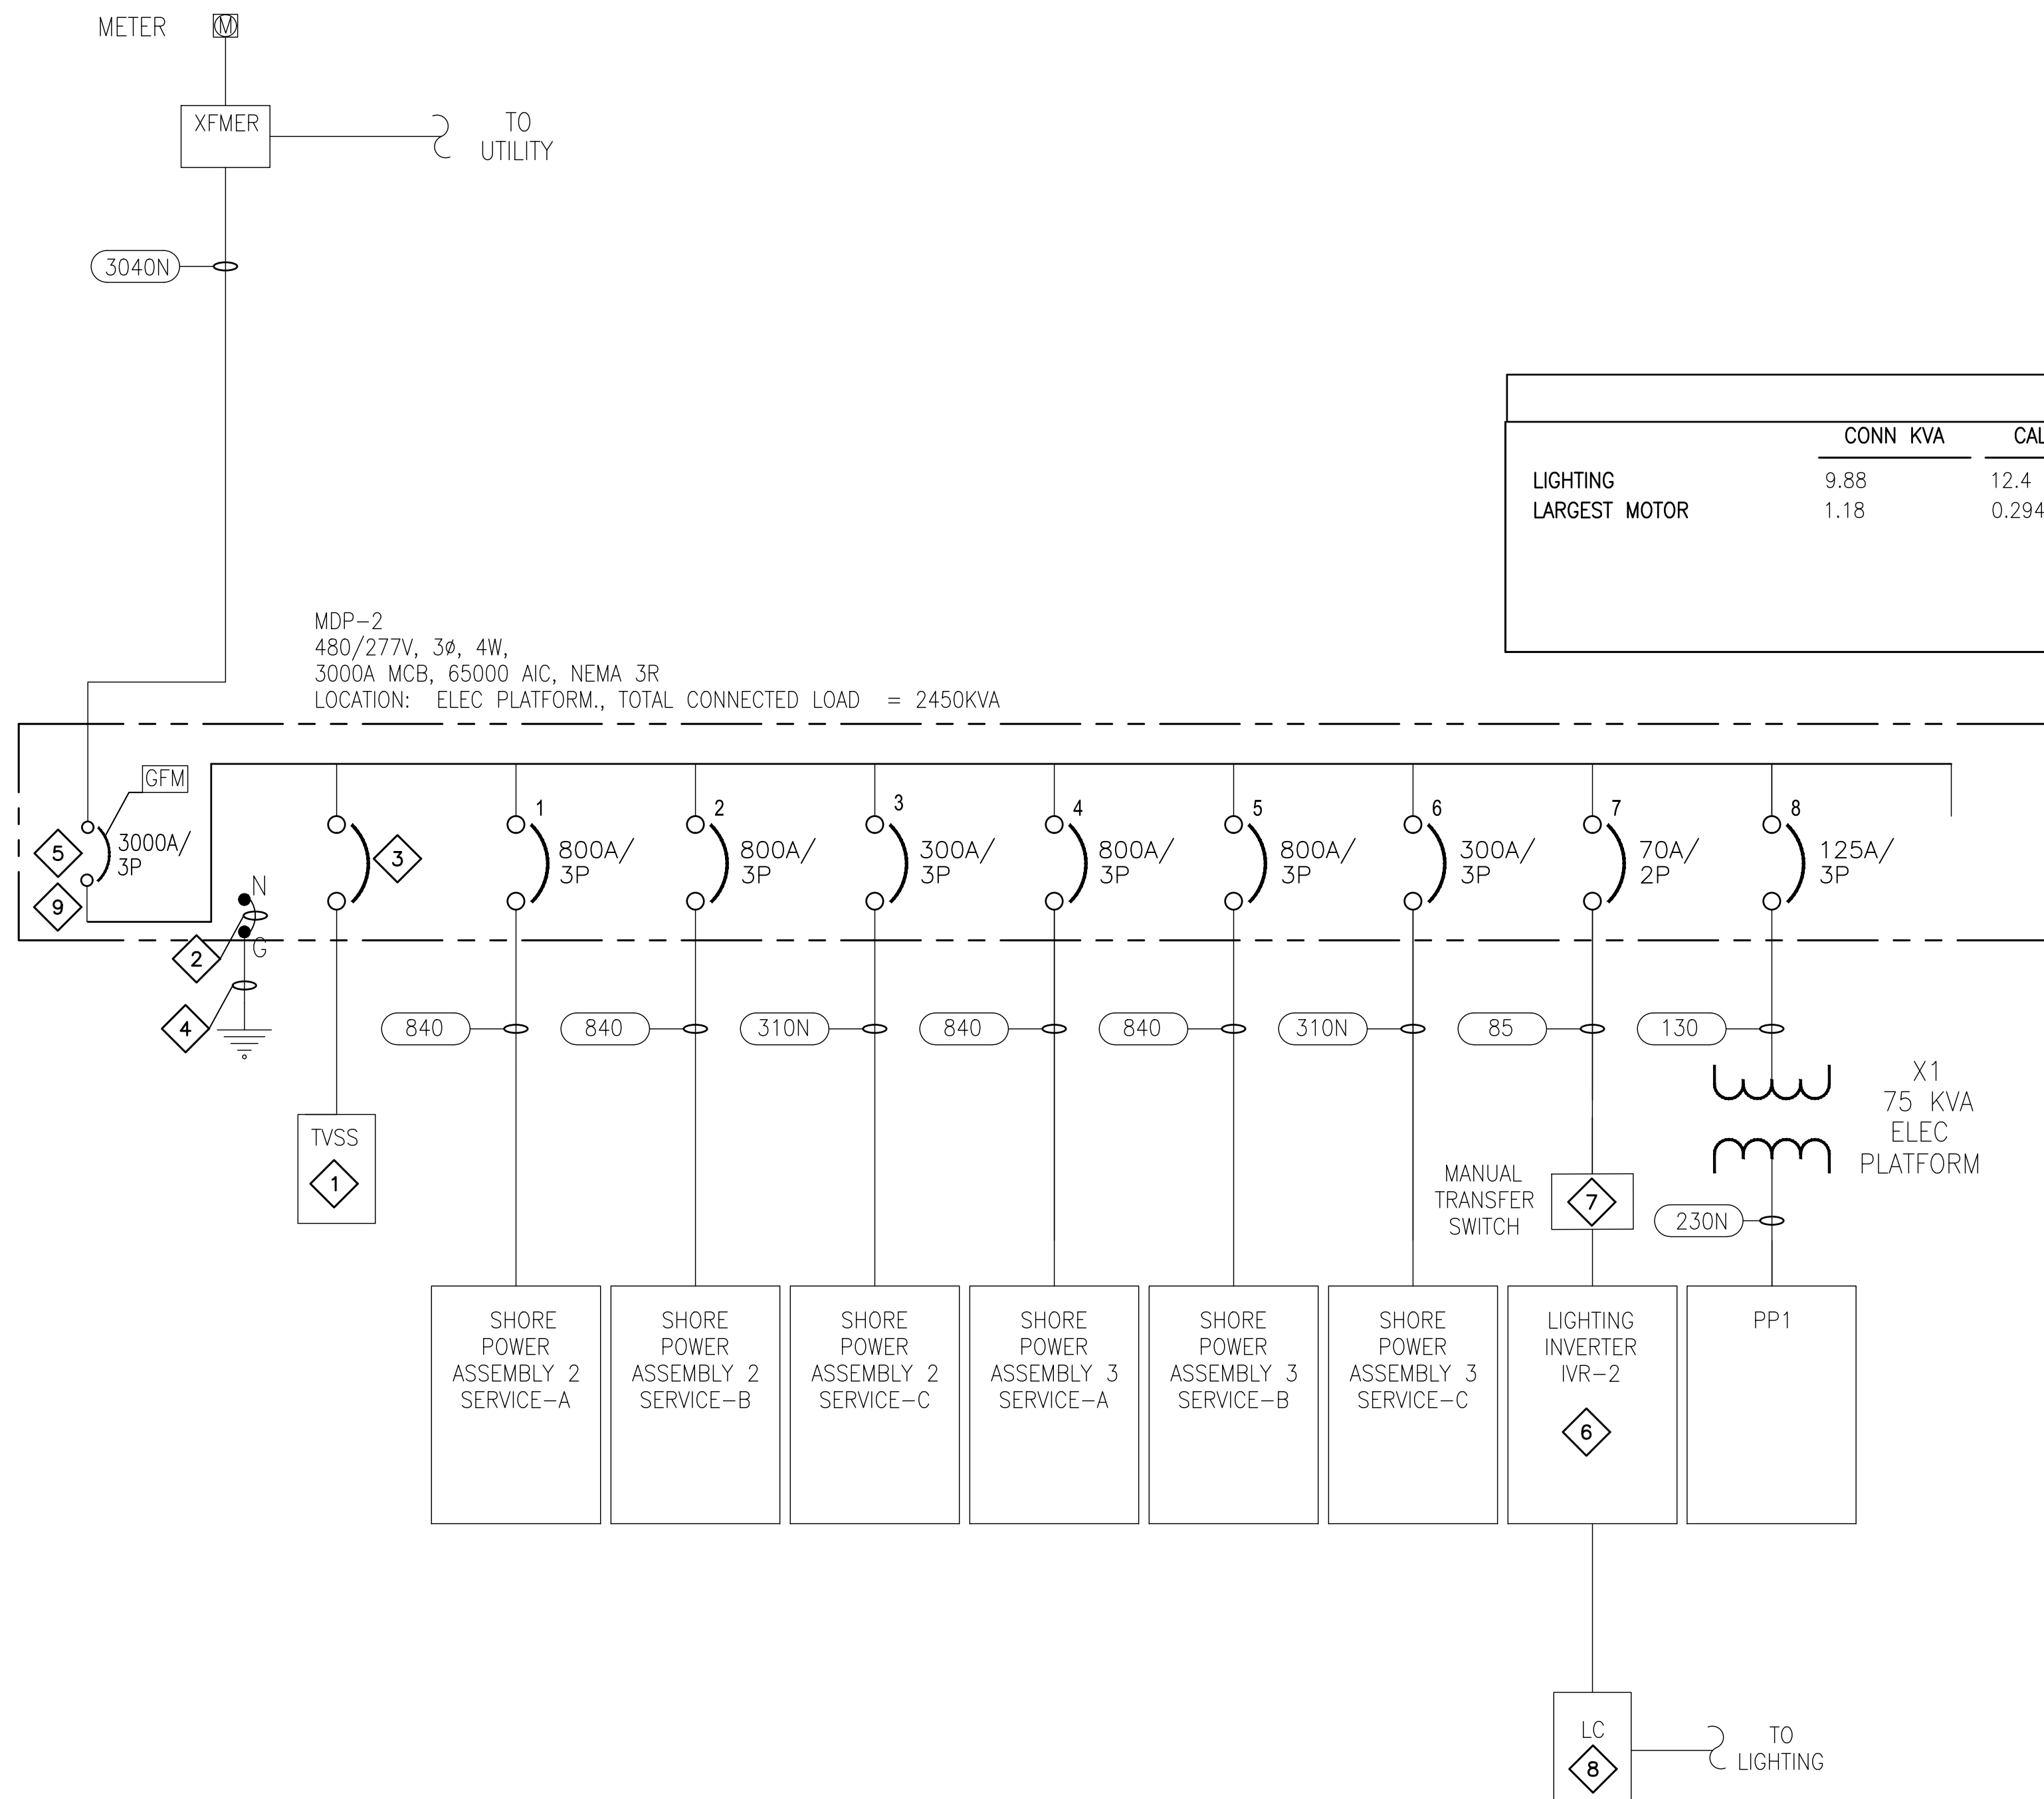 METER
M
XFMER
TO
UTILITY
3040N
CONN KVA
CAL
LIGHTING
9.88
12.4
LARGEST MOTOR
1.18
0.294
MDP-2
480/277V, 3ø, 4W,
3000A MCB, 65000 AIC, NEMA 3R
LOCATION: ELEC PLATFORM., TOTAL CONNECTED LOAD = 2450KVA
GFM
5
3000A/
3P
9
N
G
2
4
3
1
800A/
3P
2
800A/
3P
3
300A/
3P
4
800A/
3P
5
800A/
3P
6
300A/
3P
7
70A/
2P
8
125A/
3P
840
840
310N
840
840
310N
85
130
X1
75 KVA
ELEC
PLATFORM
TVSS
1
MANUAL
TRANSFER
SWITCH
7
230N
SHORE
POWER
ASSEMBLY 2
SERVICE-A
SHORE
POWER
ASSEMBLY 2
SERVICE-B
SHORE
POWER
ASSEMBLY 2
SERVICE-C
SHORE
POWER
ASSEMBLY 3
SERVICE-A
SHORE
POWER
ASSEMBLY 3
SERVICE-B
SHORE
POWER
ASSEMBLY 3
SERVICE-C
LIGHTING
INVERTER
IVR-2
6
PP1
LC
8
TO
LIGHTING